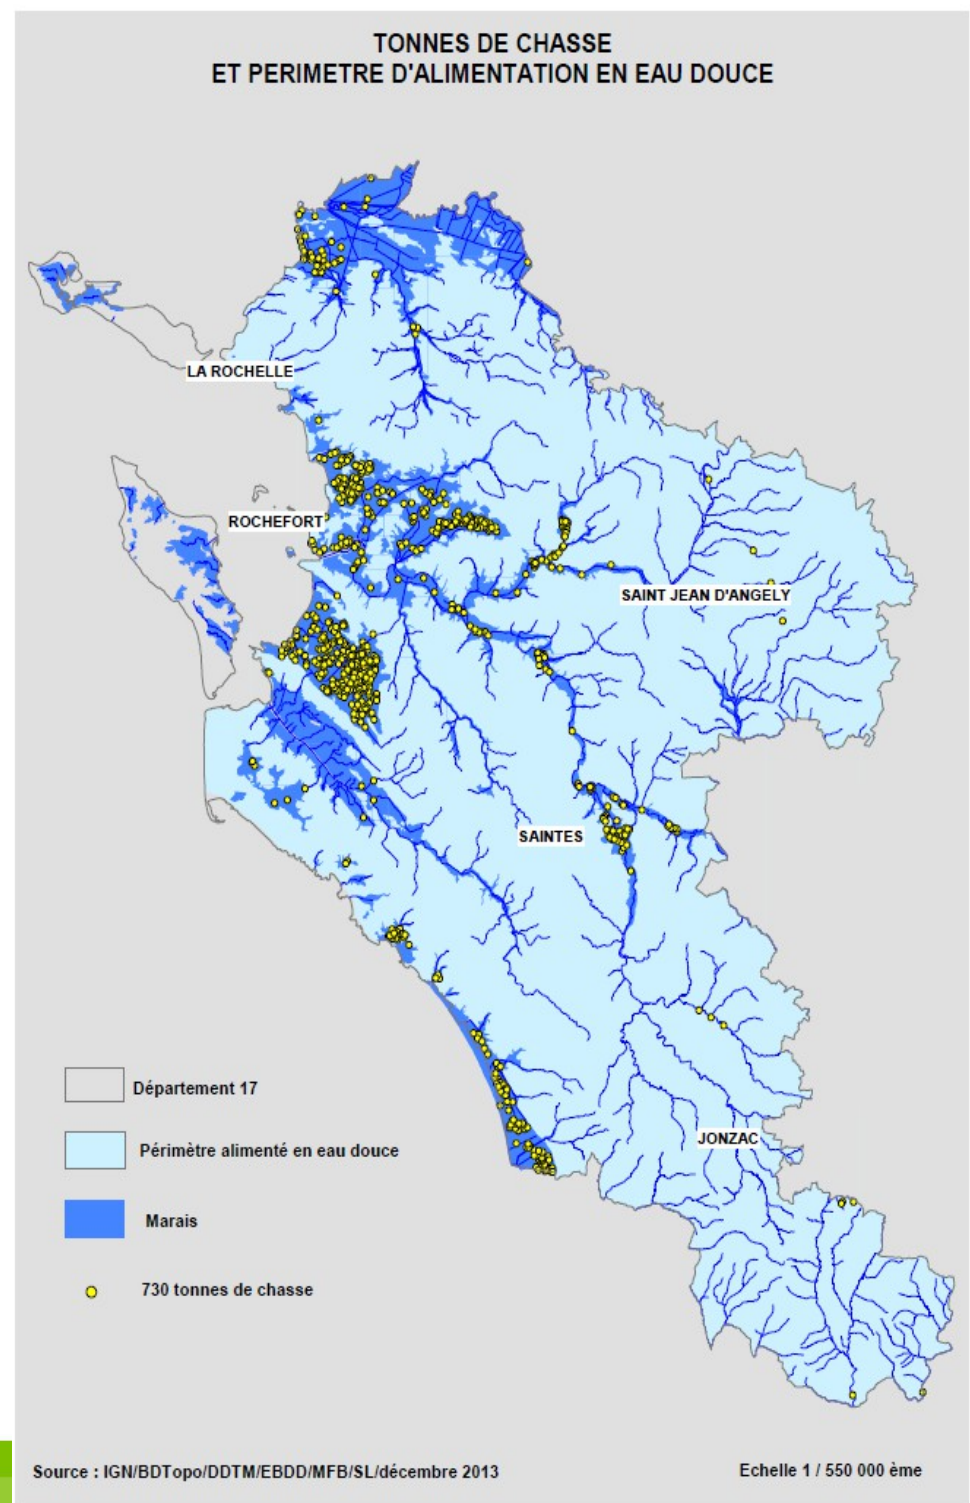 TONNES DE CHASSE
ET PERIMETRE D'ALIMENTATION EN EAU DOUCE
LA ROCHELLE
ROCHEFORT
SAINT JEAN D'ANGELY
SAINTES
JONZAC
Département 17
Périmètre alimenté en eau douce
Marais
730 tonnes de chasse
Source : IGN/BDTopo/DDTM/EBDD/MFB/SL/décembre 2013
Echelle 1 / 550 000 ème